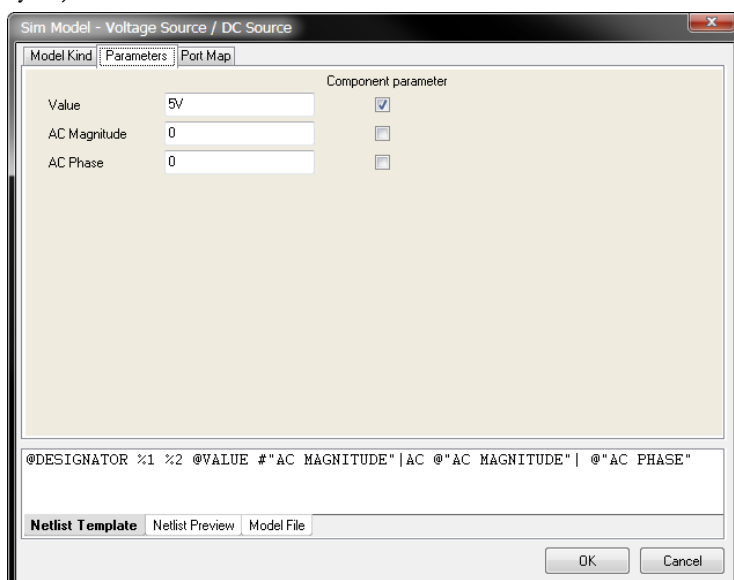 Sim Model - Voltage Source / DC Source
Model Kind Parameters Port Map
Component parameter
Value 5V
AC Magnitude 0
AC Phase 0
@DESIGNATOR %1 %2 @VALUE #"AC MAGNITUDE"|AC @"AC MAGNITUDE"| @"AC PHASE"
Netlist Template Netlist Preview Model File
OK Cancel